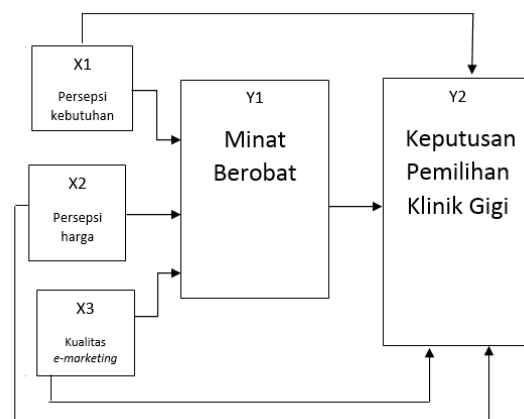 X1
Persepsi
kebutuhan
X2
Persepsi
harga
X3
Kualitas
e-marketing
Y1
Minat
Berobat
Y2
Keputusan
Pemilihan
Klinik Gigi